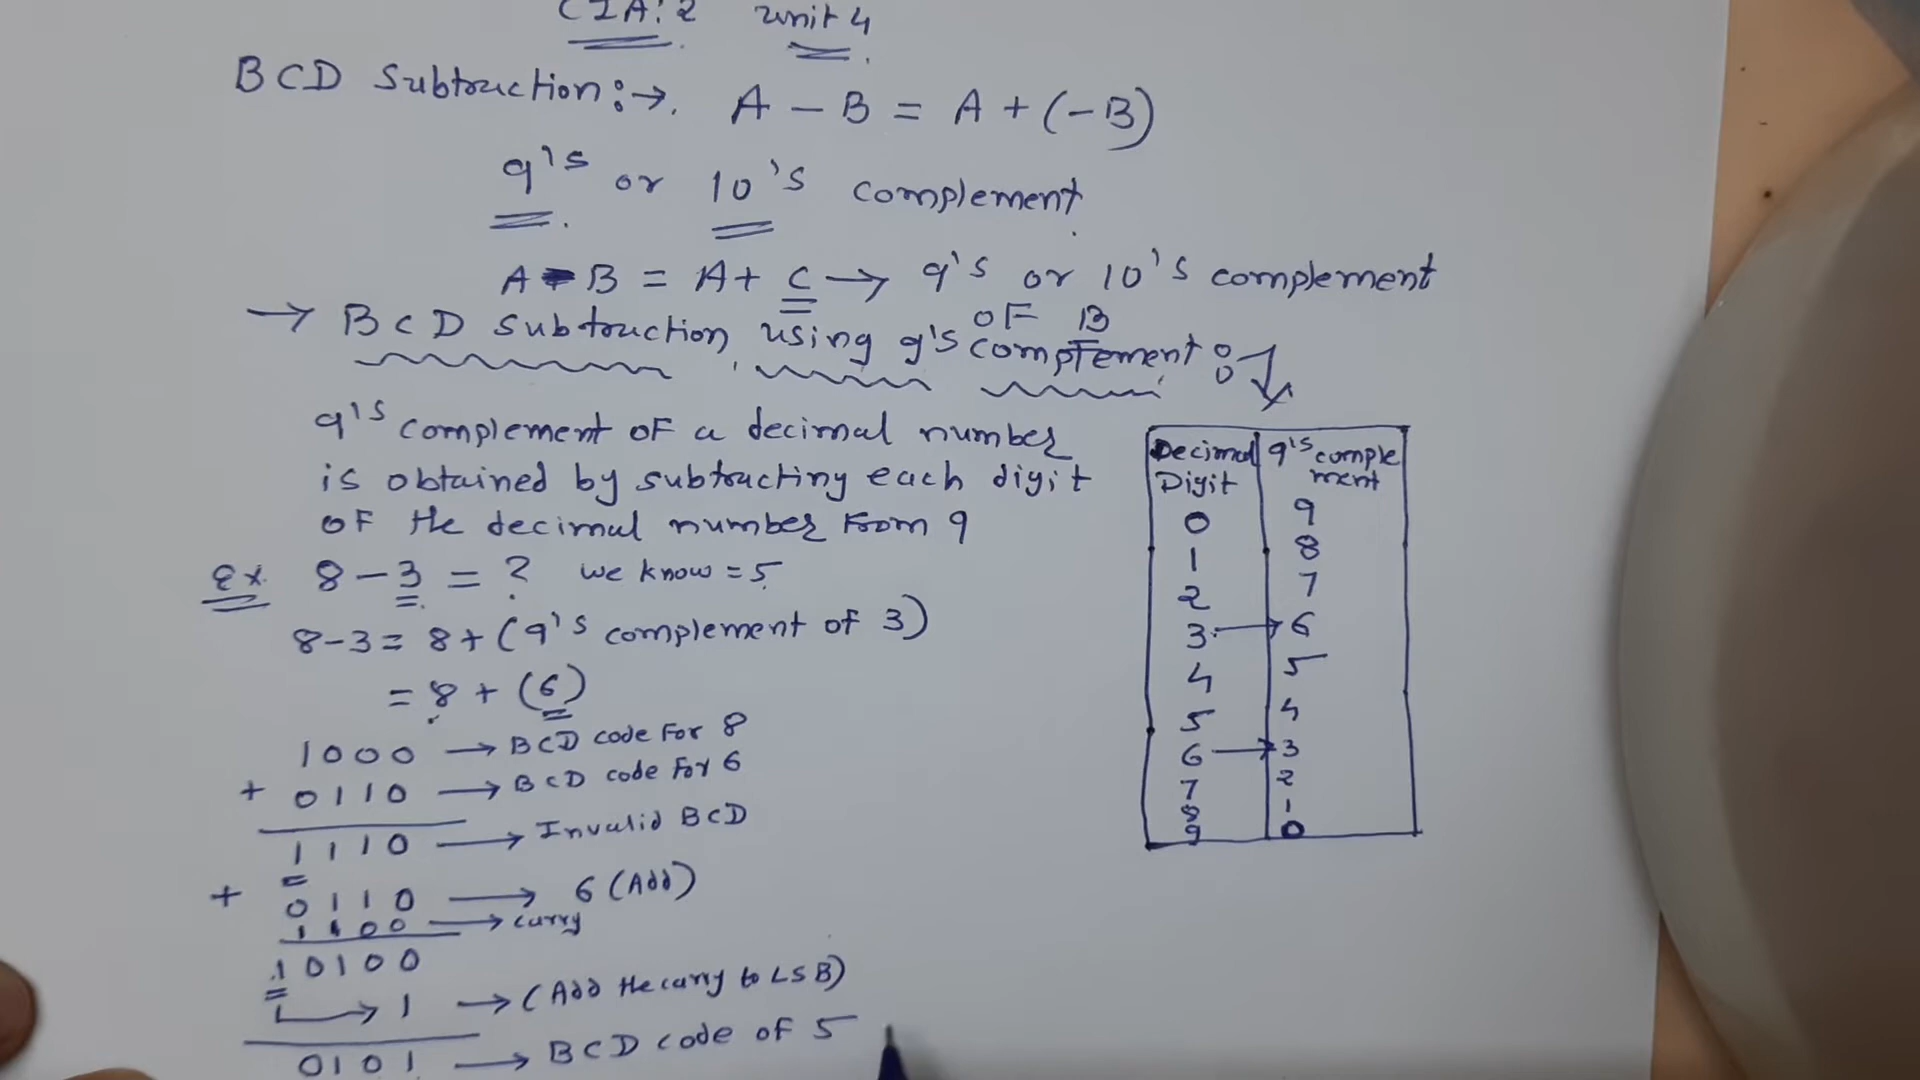 CIA: 2 Unit 4
BCD Subtraction :→. A - B = A + (-B)
9's or 10's complement
A - B = A + C → 9's or 10's complement
OF B
→ BCD Subtruction using 9's complement :
9's complement OF a decimal number
is obtained by subtructing each digit
OF the decimal number From 9
Ex. 8 - 3 = ? we know = 5
8 - 3 = 8 + (9's complement of 3)
= 8 + (6)
1000 → BCD code For 8
+ 0110 → BCD code For 6
1110 → Invalid BCD
+ 0110 → 6 (Add)
1100 → curry
10100
1 → (Add the carry to LSB)
0101 → BCD code of 5
Decimal Digit 9's comple ment
0 9
1 8
2 7
3 → 6
4 5
5 4
6 → 3
7 2
8 1
9 0